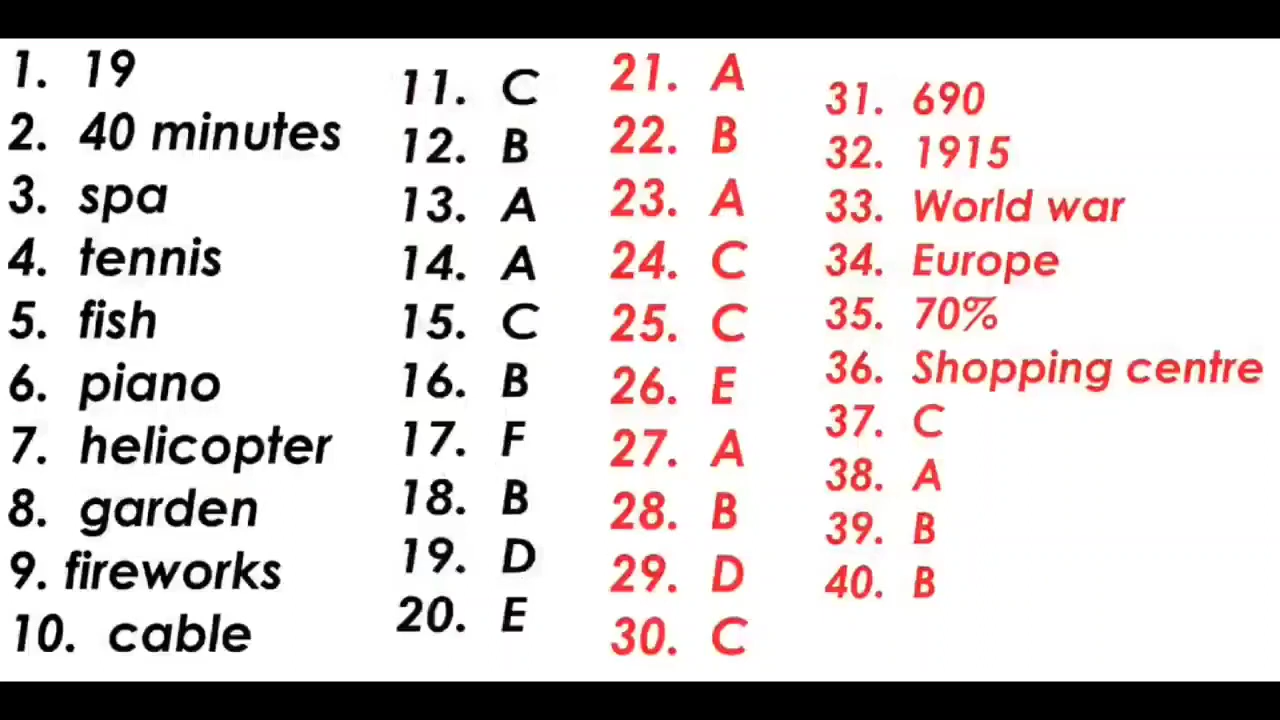 1. 19
2. 40 minutes
3. spa
4. tennis
5. fish
6. piano
7. helicopter
8. garden
9. fireworks
10. cable
11. C
12. B
13. A
14. A
15. C
16. B
17. F
18. B
19. D
20. E
21. A
22. B
23. A
24. C
25. C
26. E
27. A
28. B
29. D
30. C
31. 690
32. 1915
33. World war
34. Europe
35. 70%
36. Shopping centre
37. C
38. A
39. B
40. B